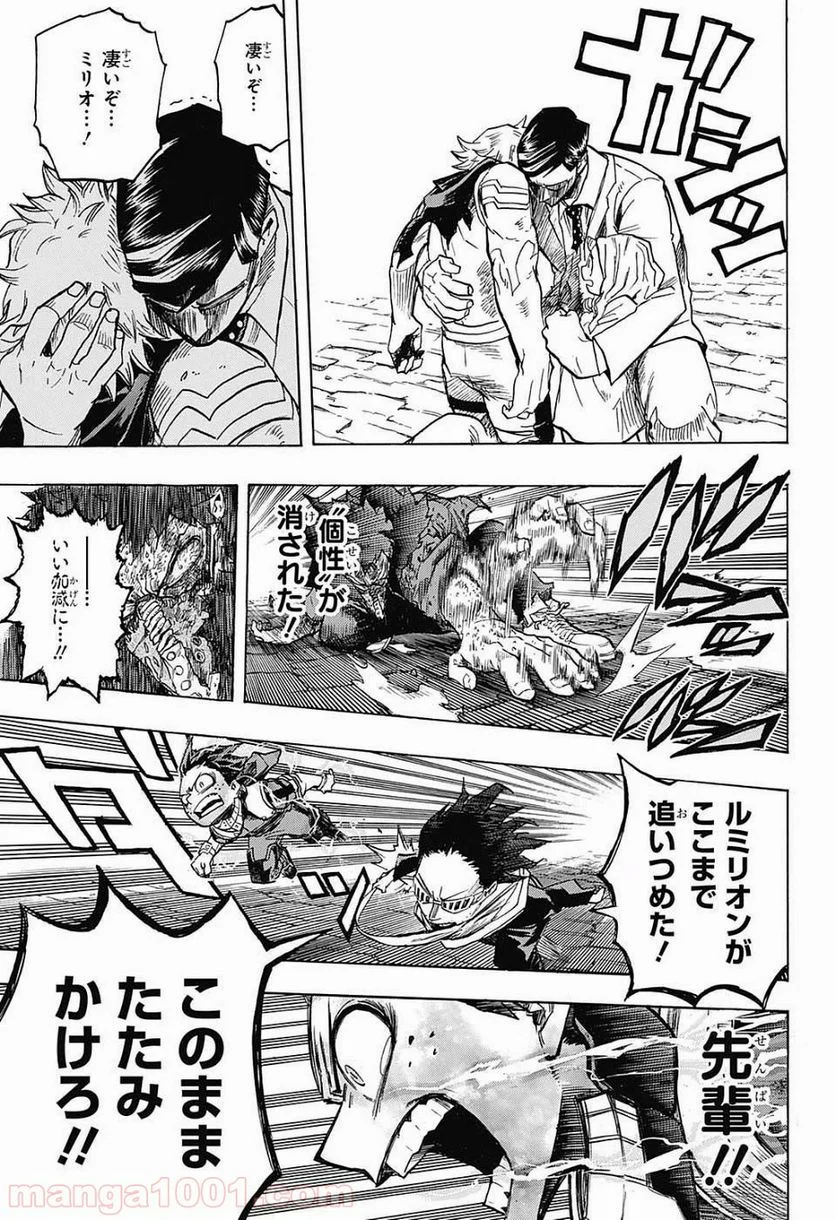 ガシッ
凄いぞ…
凄いぞ…
ミリオ…!
“個性”が
消された!
………
いい加減に…!!
ルミリオンが
ここまで
追いつめた!
ダ
このまま
たたみ
かけろ!!
先輩!!
manga1001.com